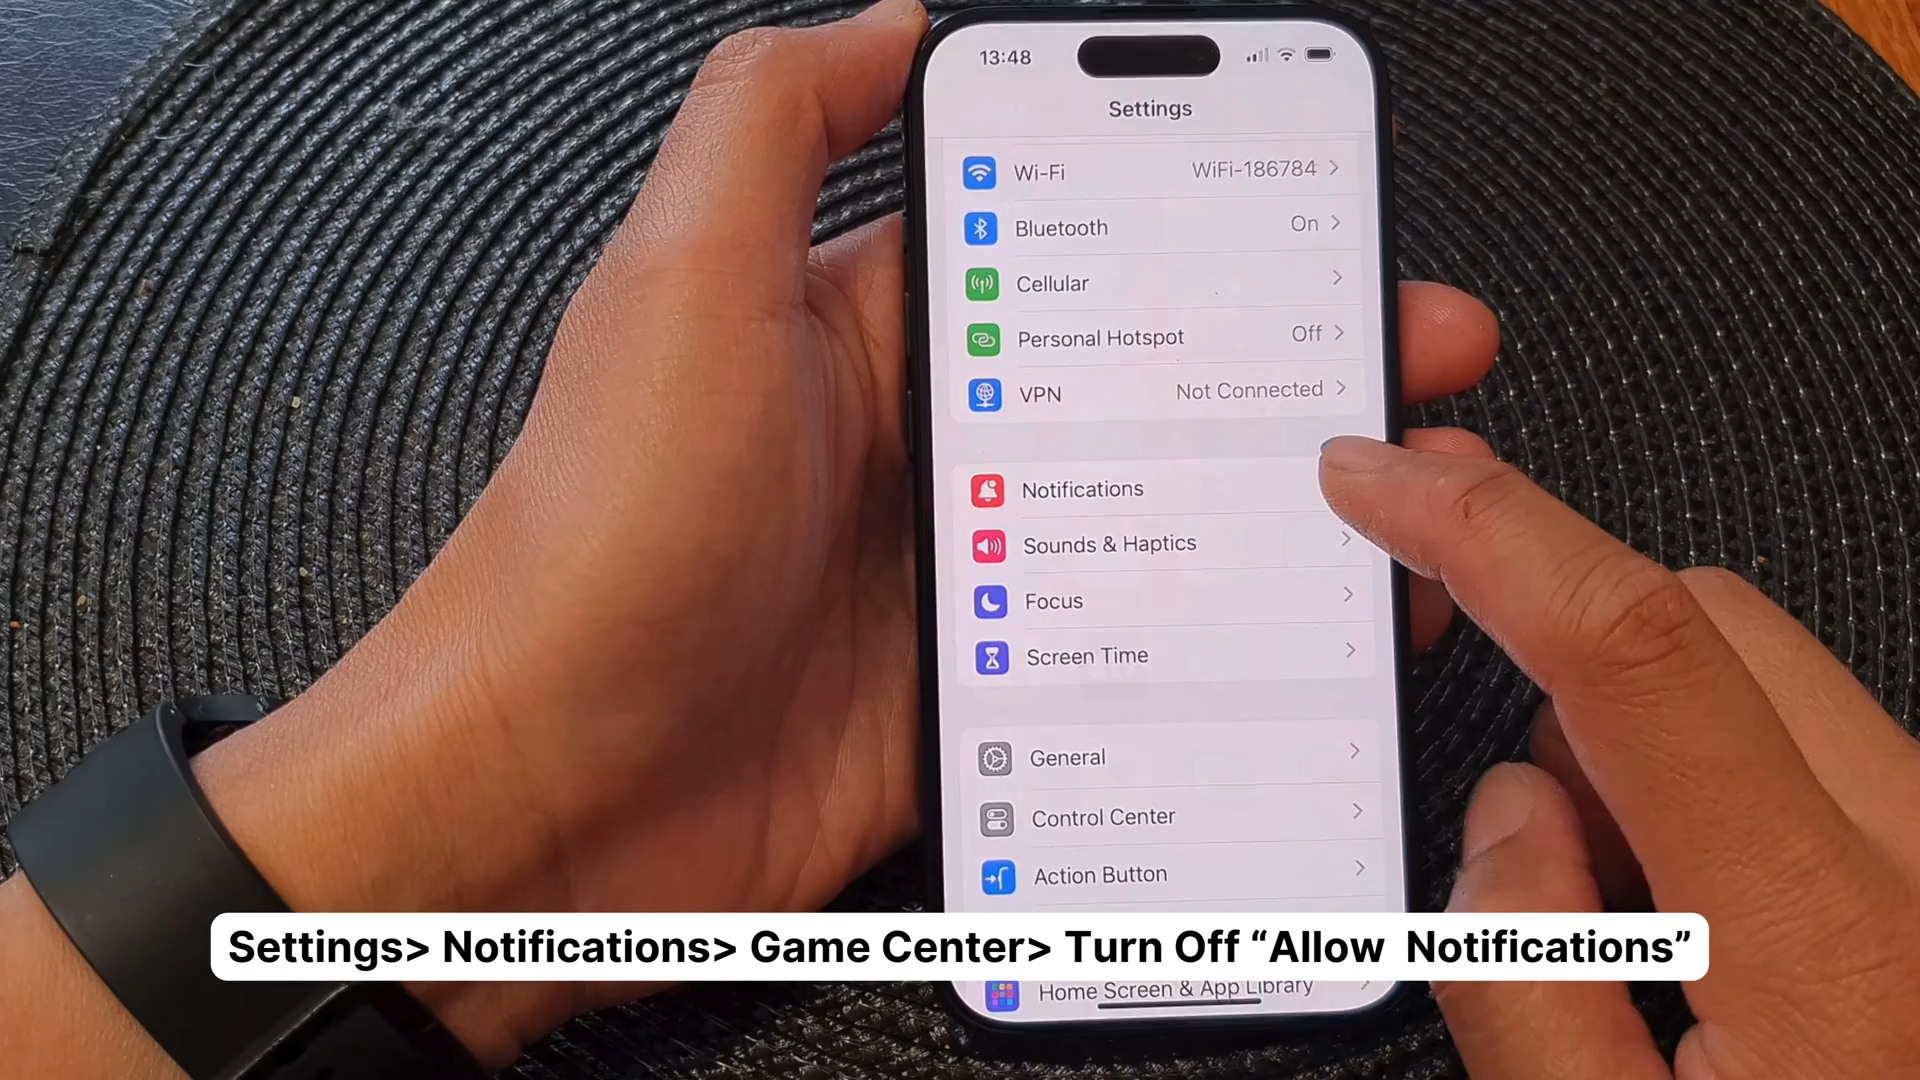 13:48
Settings
Wi-Fi WiFi-186784
Bluetooth On
Cellular
Personal Hotspot Off
VPN Not Connected
Notifications
Sounds & Haptics
Focus
Screen Time
General
Control Center
Action Button
Settings> Notifications> Game Center> Turn Off “Allow Notifications”
Home Screen & App Library